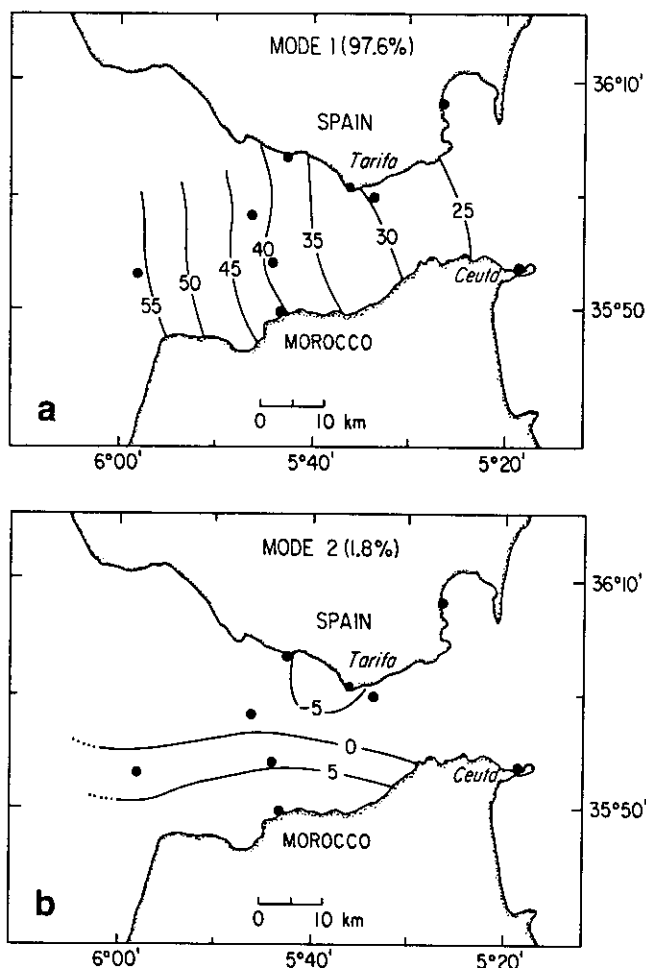 MODE 1 (97.6%)
36°10'
SPAIN
Tarifa
25
30
35
40
45
50
55
Ceuta
35°50'
MOROCCO
a
0 10 km
6°00' 5°40' 5°20'
MODE 2 (1.8%)
36°10'
SPAIN
Tarifa
-5
0
5
Ceuta
35°50'
MOROCCO
b
0 10 km
6°00' 5°40' 5°20'